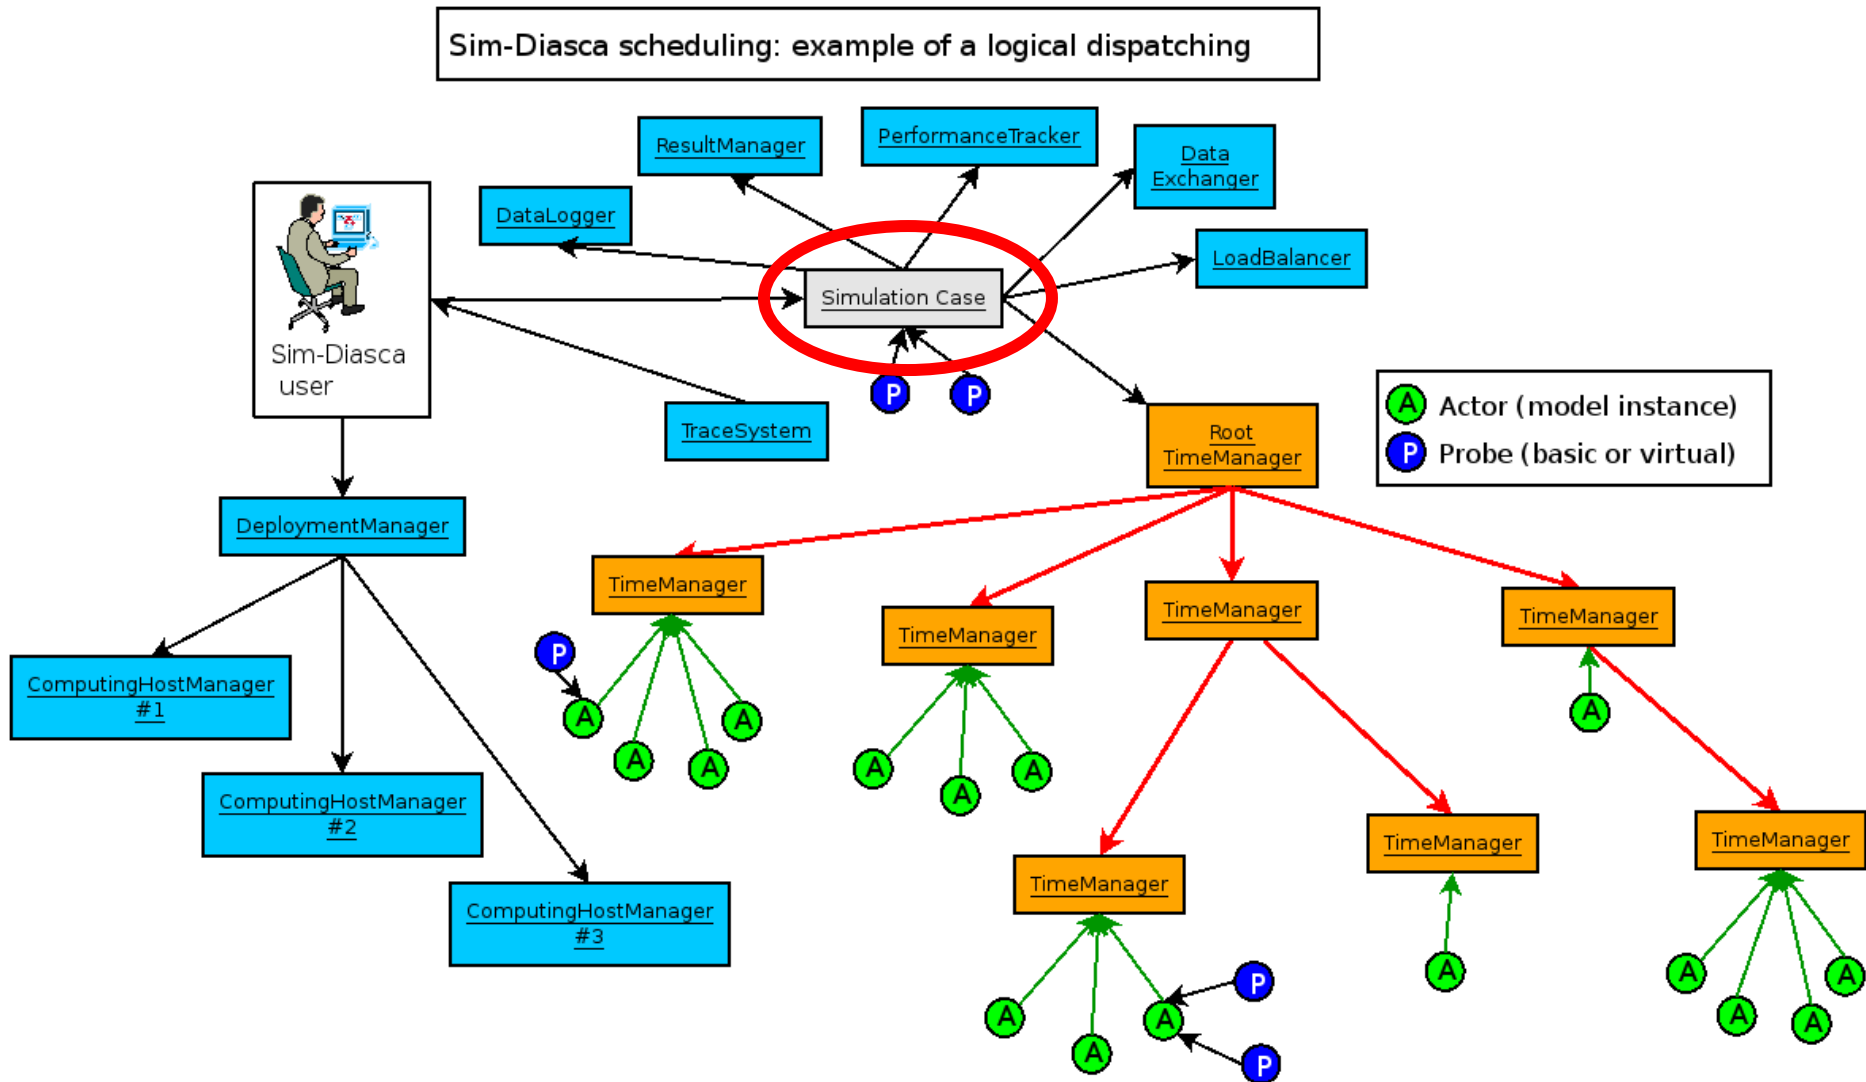 Sim-Diasca scheduling: example of a logical dispatching
ResultManager
PerformanceTracker
Data
Exchanger
DataLogger
LoadBalancer
Simulation Case
Sim-Diasca
user
P
P
TraceSystem
Root
TimeManager
A Actor (model instance)
P Probe (basic or virtual)
DeploymentManager
TimeManager
TimeManager
TimeManager
TimeManager
P
ComputingHostManager
#1
A
A
A
A
A
A
A
A
ComputingHostManager
#2
TimeManager
TimeManager
TimeManager
ComputingHostManager
#3
A
A
A
P
P
A
A
A
A
A